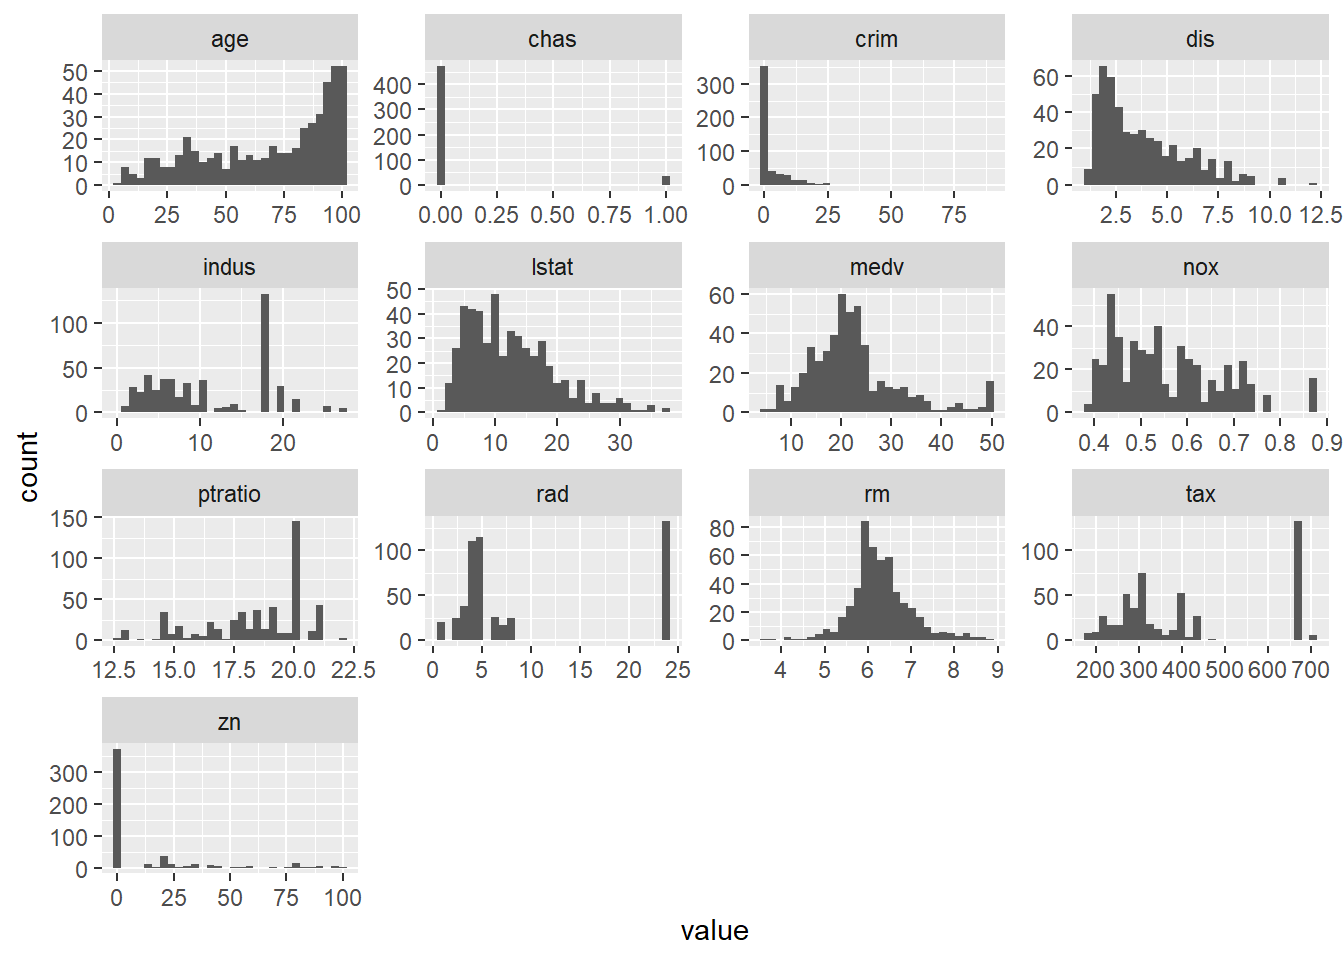 age chas crim dis
50 400 300 60
40 300 200 40
30 200 100 20
20 100 0 0
10 0
0
0 25 50 75 100 0.00 0.25 0.50 0.75 1.00 0 25 50 75 2.5 5.0 7.5 10.0 12.5
indus lstat medv nox
100 50 60 40
50 40 40 20
0 30 20 0
20 0
10
0
0 10 20 0 10 20 30 10 20 30 40 50 0.4 0.5 0.6 0.7 0.8 0.9
count
ptratio rad rm tax
150 100 80 100
100 50 60 50
50 0 40 0
0 20
0
12.5 15.0 17.5 20.0 22.5 0 5 10 15 20 25 4 5 6 7 8 9 200 300 400 500 600 700
zn
300
200
100
0
0 25 50 75 100
value